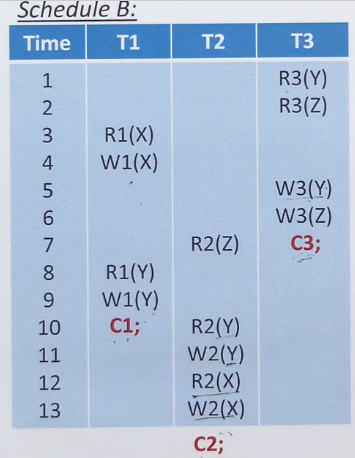 Schedule B:
Time T1 T2 T3
1 R3(Y)
2 R3(Z)
3 R1(X)
4 W1(X)
5 W3(Y)
6 W3(Z)
7 R2(Z) C3;
8 R1(Y)
9 W1(Y)
10 C1; R2(Y)
11 W2(Y)
12 R2(X)
13 W2(X)
C2;